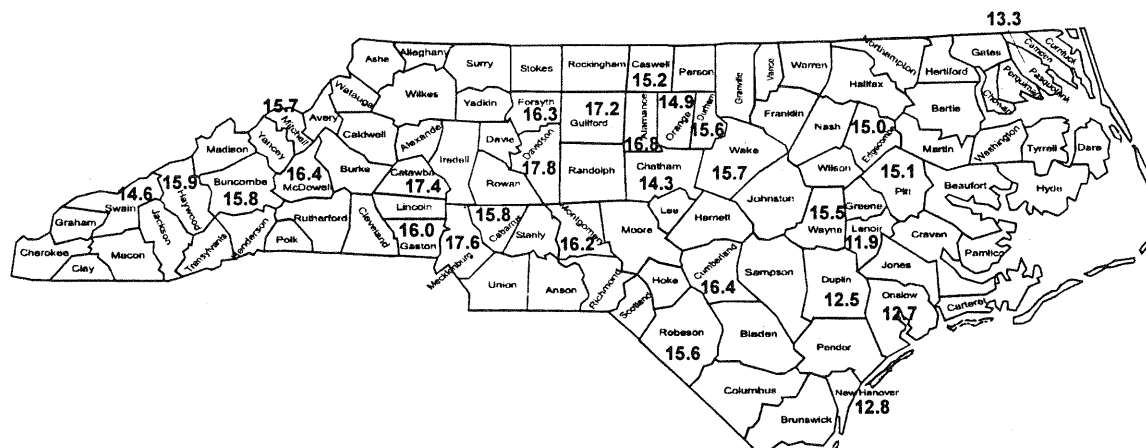 13.3
Ashe
Alleghany
Surry
Stokes
Rockingham
Caswell
15.2
Person
Granville
Vance
Warren
Northampton
Gates
Camden
Currituck
Pasquotank
Perquimans
Chowan
Hertford
Halifax
Bertie
Watauga
Wilkes
Yadkin
Forsyth
16.3
17.2
Guilford
Alamance
16.8
14.9
Orange
Durham
15.6
Franklin
Nash
15.0
Edgecombe
Martin
Washington
Tyrrell
Dare
15.7
Mitchell
Avery
Caldwell
Alexander
Iredell
Davie
Davidson
17.8
Randolph
Chatham
14.3
Wake
15.7
Wilson
15.1
Pitt
Beaufort
Hyde
Madison
Yancey
16.4
McDowell
Burke
Catawba
17.4
Rowan
Lee
Johnston
Greene
15.5
Wayne
Lenoir
11.9
Craven
Pamlico
14.6
Swain
15.9
Haywood
Buncombe
15.8
Graham
Jackson
Cherokee
Clay
Macon
Transylvania
Henderson
Polk
Rutherford
Cleveland
Lincoln
16.0
Gaston
17.6
Mecklenburg
15.8
Cabarrus
Stanly
Montgomery
16.2
Moore
Harnett
Cumberland
16.4
Sampson
Duplin
12.5
Jones
Onslow
12.7
Carteret
Union
Anson
Richmond
Scotland
Hoke
Robeson
15.6
Bladen
Pender
Columbus
New Hanover
12.8
Brunswick